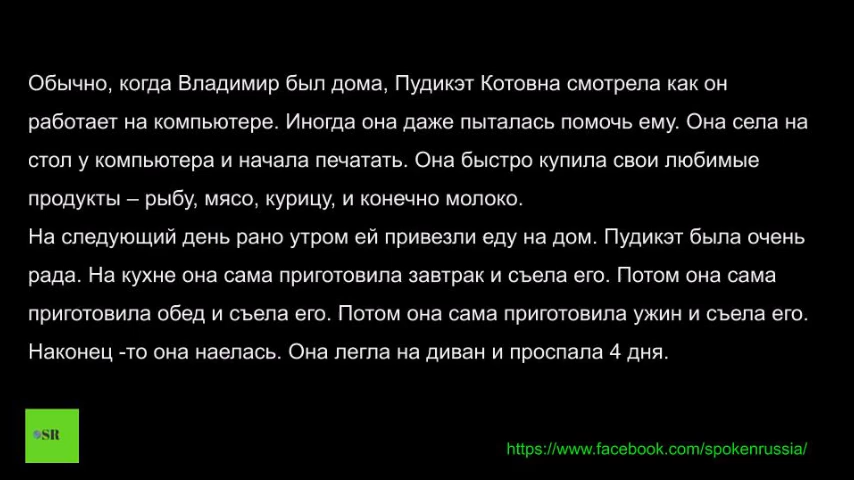 Обычно, когда Владимир был дома, Пудикэт Котовна смотрела как он
работает на компьютере. Иногда она даже пыталась помочь ему. Она села на
стол у компьютера и начала печатать. Она быстро купила свои любимые
продукты – рыбу, мясо, курицу, и конечно молоко.
На следующий день рано утром ей привезли еду на дом. Пудикэт была очень
рада. На кухне она сама приготовила завтрак и съела его. Потом она сама
приготовила обед и съела его. Потом она сама приготовила ужин и съела его.
Наконец -то она наелась. Она легла на диван и проспала 4 дня.
SR
https://www.facebook.com/spokenrussia/